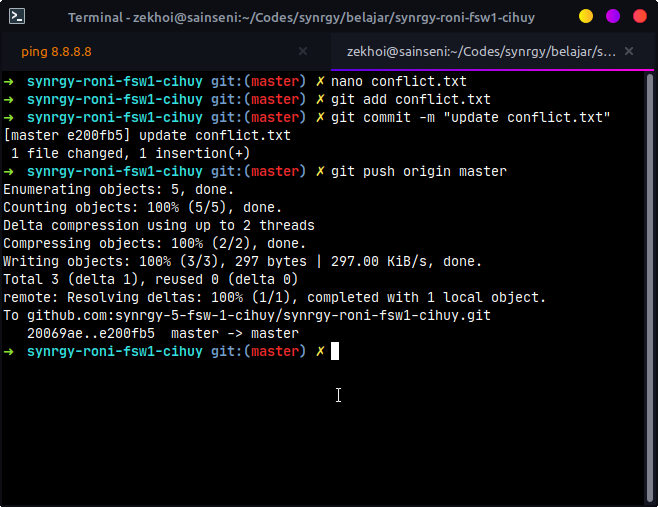 Terminal - zekhoi@sainseni:~/Codes/synrgy/belajar/synrgy-roni-fsw1-cihuy
ping 8.8.8.8
zekhoi@sainseni:~/Codes/synrgy/belajar/s...
➜ synrgy-roni-fsw1-cihuy git:(master) ✗ nano conflict.txt
➜ synrgy-roni-fsw1-cihuy git:(master) ✗ git add conflict.txt
➜ synrgy-roni-fsw1-cihuy git:(master) ✗ git commit -m "update conflict.txt"
[master e200fb5] update conflict.txt
 1 file changed, 1 insertion(+)
➜ synrgy-roni-fsw1-cihuy git:(master) ✗ git push origin master
Enumerating objects: 5, done.
Counting objects: 100% (5/5), done.
Delta compression using up to 2 threads
Compressing objects: 100% (2/2), done.
Writing objects: 100% (3/3), 297 bytes | 297.00 KiB/s, done.
Total 3 (delta 1), reused 0 (delta 0)
remote: Resolving deltas: 100% (1/1), completed with 1 local object.
To github.com:synrgy-5-fsw-1-cihuy/synrgy-roni-fsw1-cihuy.git
   20069ae..e200fb5  master -> master
➜ synrgy-roni-fsw1-cihuy git:(master) ✗